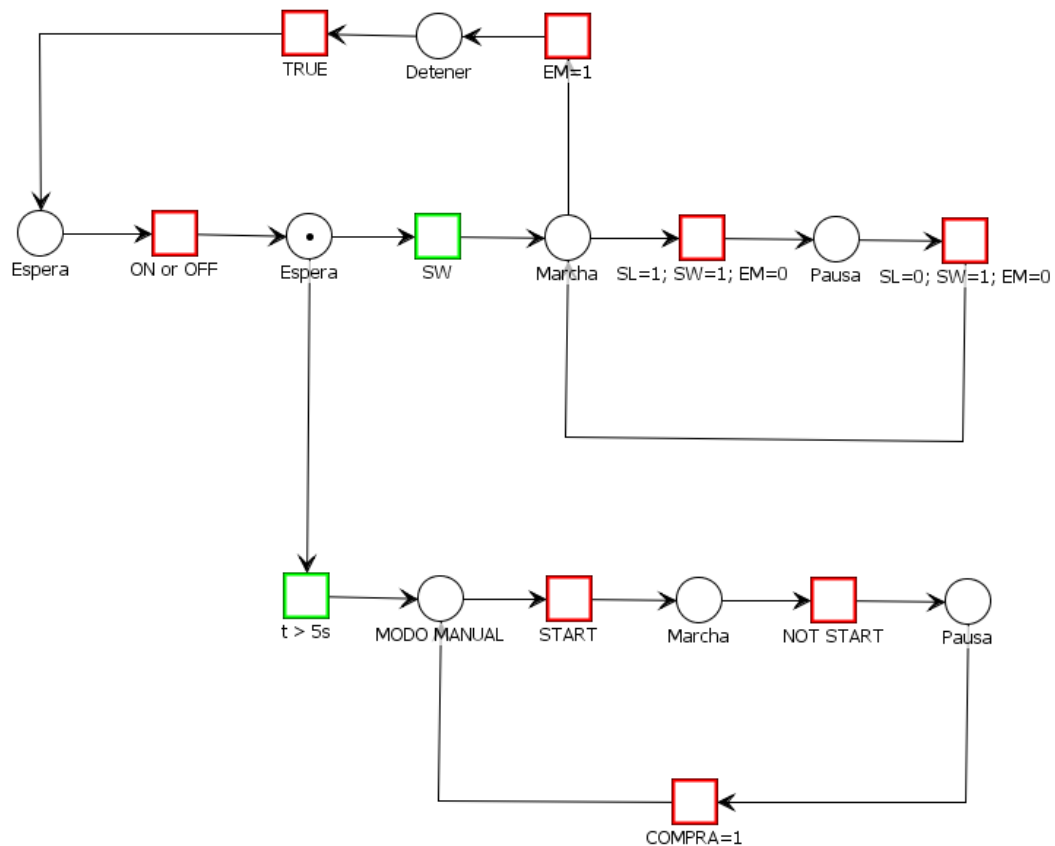 TRUE
Detener
EM=1
Espera
ON or OFF
Espera
SW
Marcha
SL=1; SW=1; EM=0
Pausa
SL=0; SW=1; EM=0
t > 5s
MODO MANUAL
START
Marcha
NOT START
Pausa
COMPRA=1